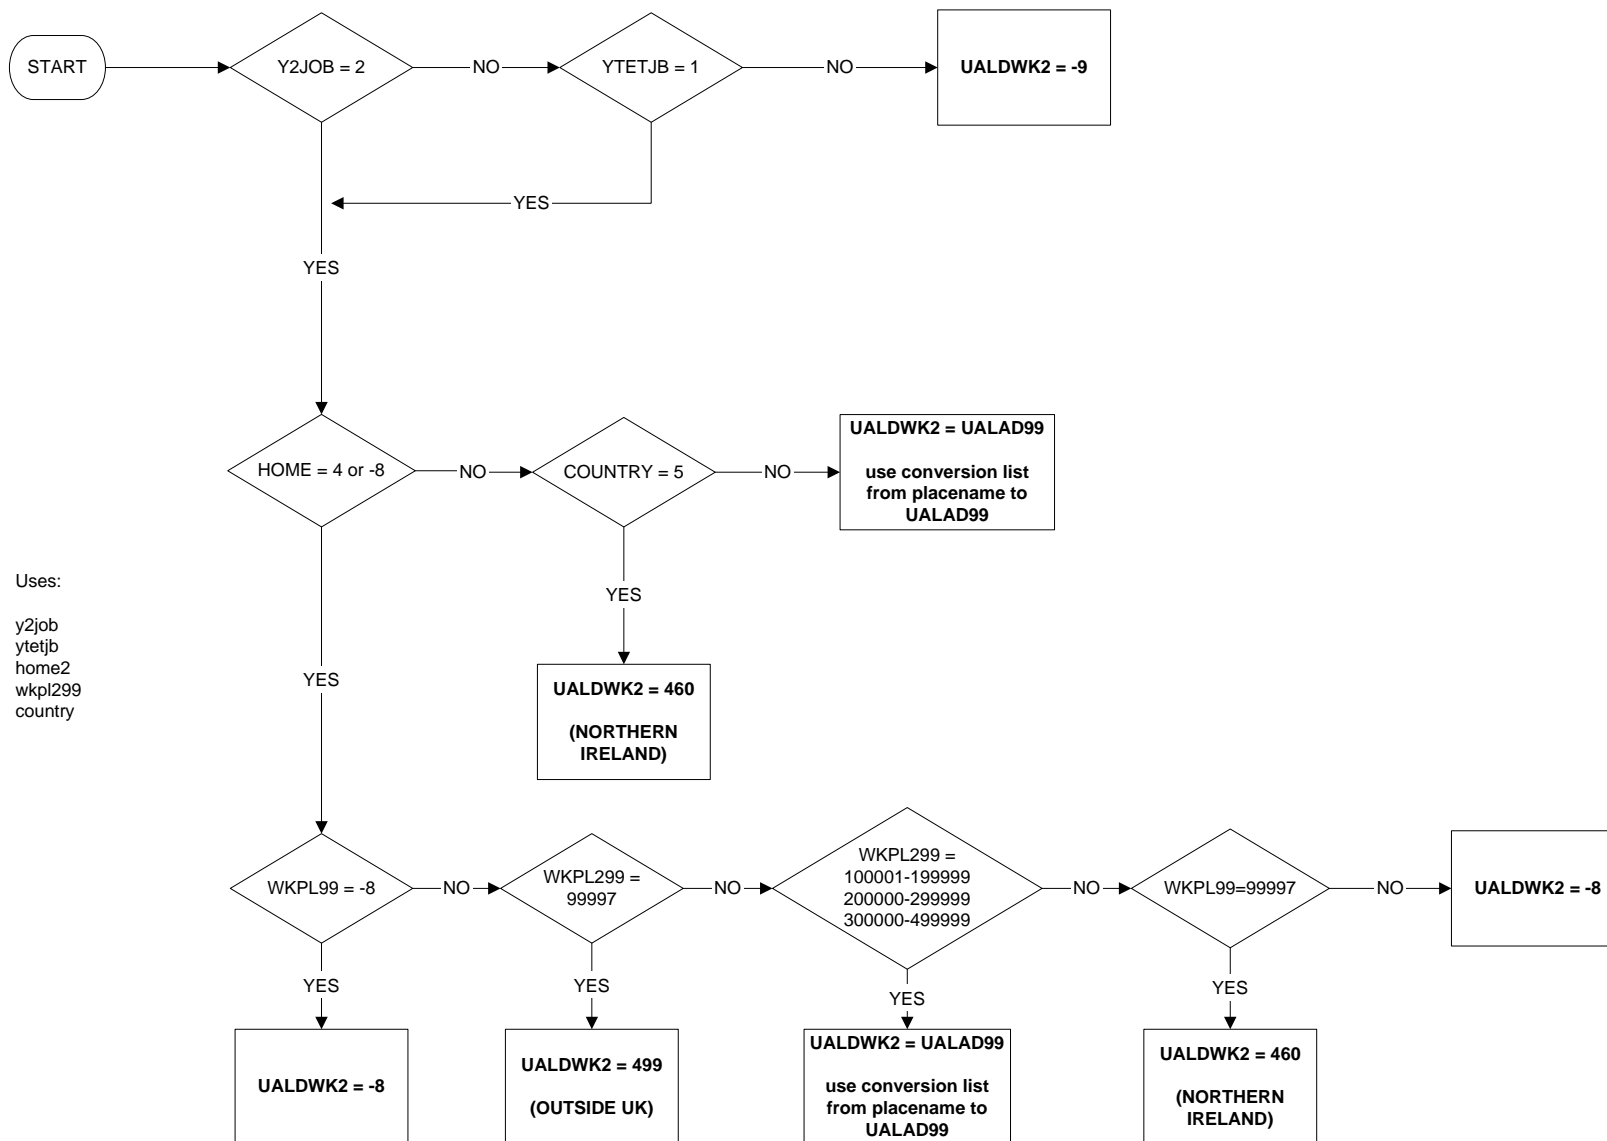 START
Y2JOB = 2
NO
YTETJB = 1
NO
UALDWK2 = -9
YES
YES
HOME = 4 or -8
NO
COUNTRY = 5
NO
UALDWK2 = UALAD99
use conversion list
from placename to
UALAD99
YES
UALDWK2 = 460
(NORTHERN
IRELAND)
Uses:
y2job
ytetjb
home2
wkpl299
country
YES
WKPL99 = -8
NO
WKPL299 =
99997
NO
WKPL299 =
100001-199999
200000-299999
300000-499999
NO
WKPL99=99997
NO
UALDWK2 = -8
YES
YES
YES
YES
UALDWK2 = -8
UALDWK2 = 499
(OUTSIDE UK)
UALDWK2 = UALAD99
use conversion list
from placename to
UALAD99
UALDWK2 = 460
(NORTHERN
IRELAND)